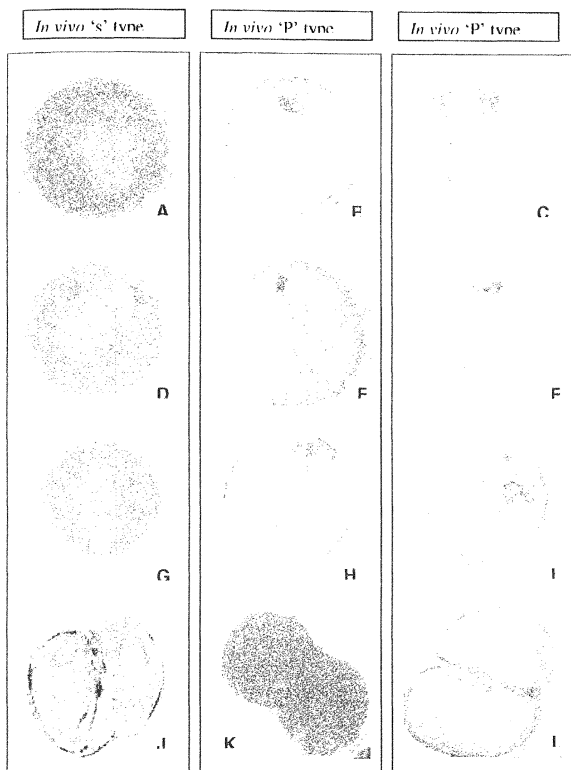 In vivo 's' type
In vivo 'P' type
In vivo 'P' type
A
B
C
D
E
F
G
H
I
J
K
L